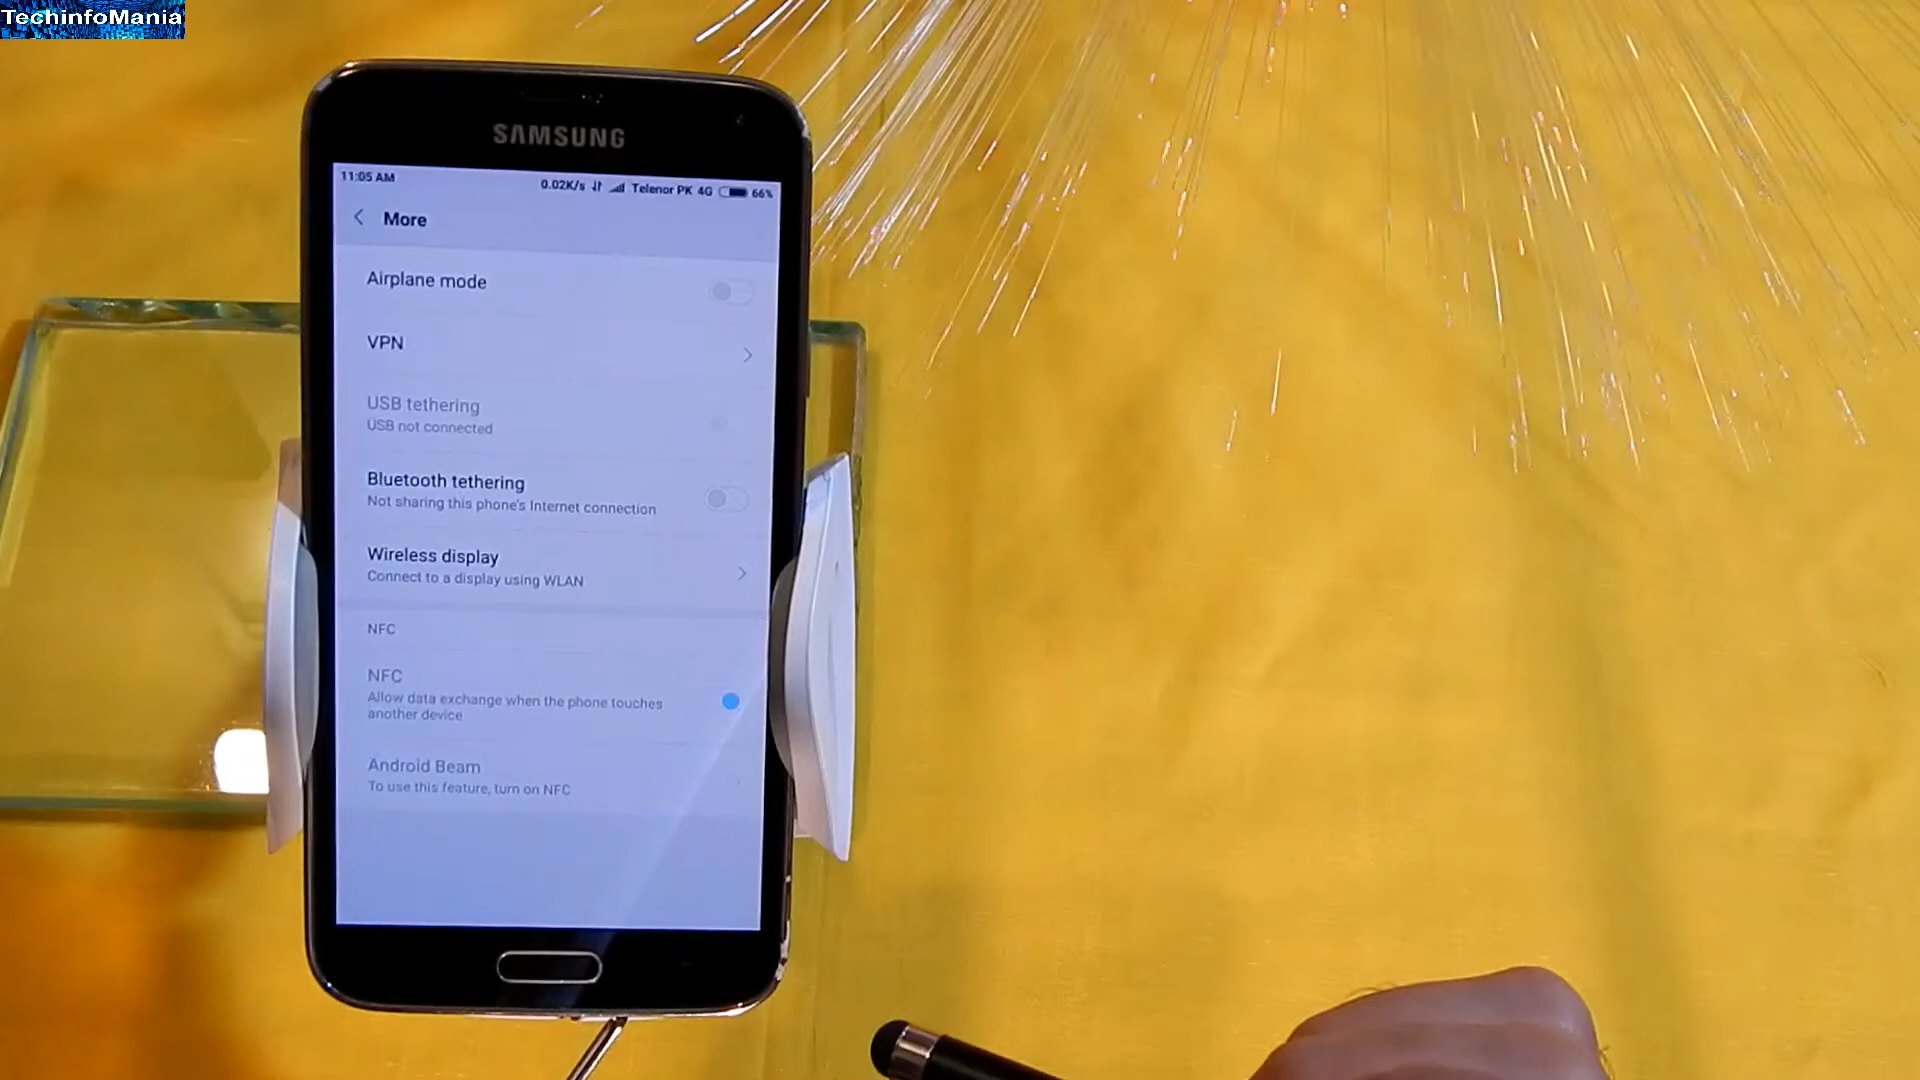 TechinfoMania
SAMSUNG
11:05 AM 0.02K/s Telenor PK 4G 66%
More
Airplane mode
VPN
USB tethering
USB not connected
Bluetooth tethering
Not sharing this phone's Internet connection
Wireless display
Connect to a display using WLAN
NFC
NFC
Allow data exchange when the phone touches
another device
Android Beam
To use this feature, turn on NFC